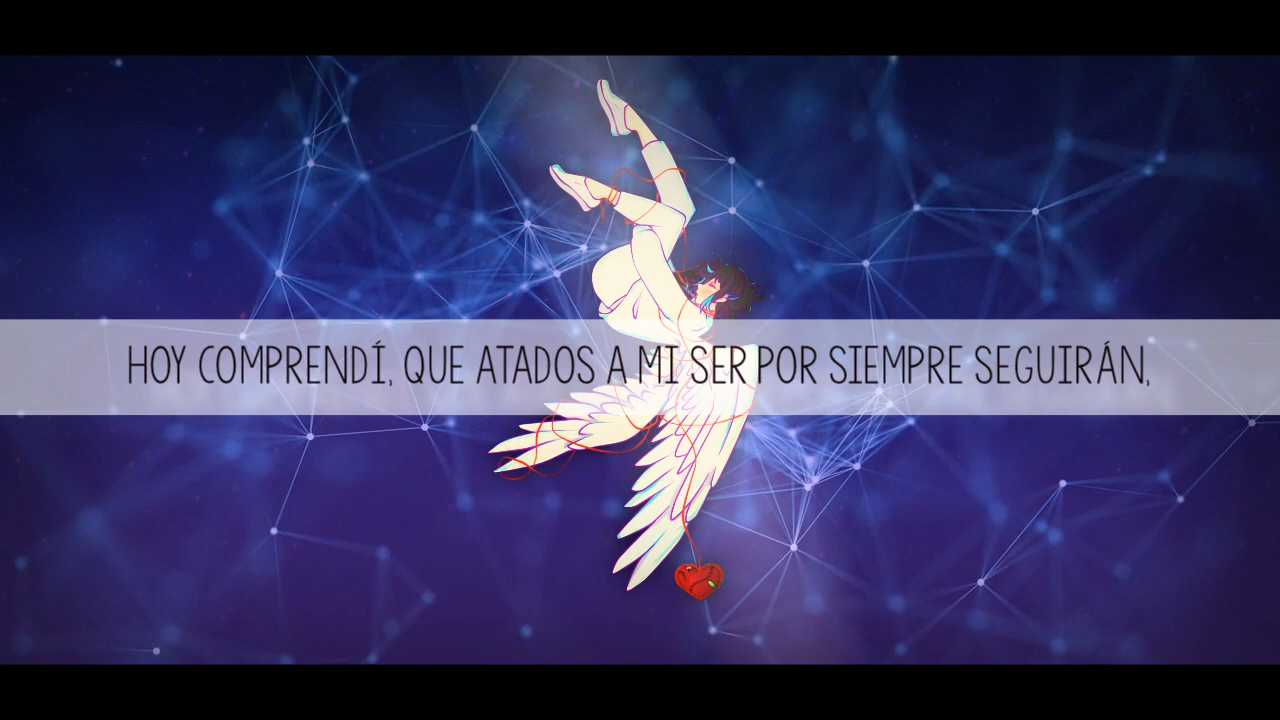 HOY COMPRENDÍ, QUE ATADOS A MI SER POR SIEMPRE SEGUIRÁN,